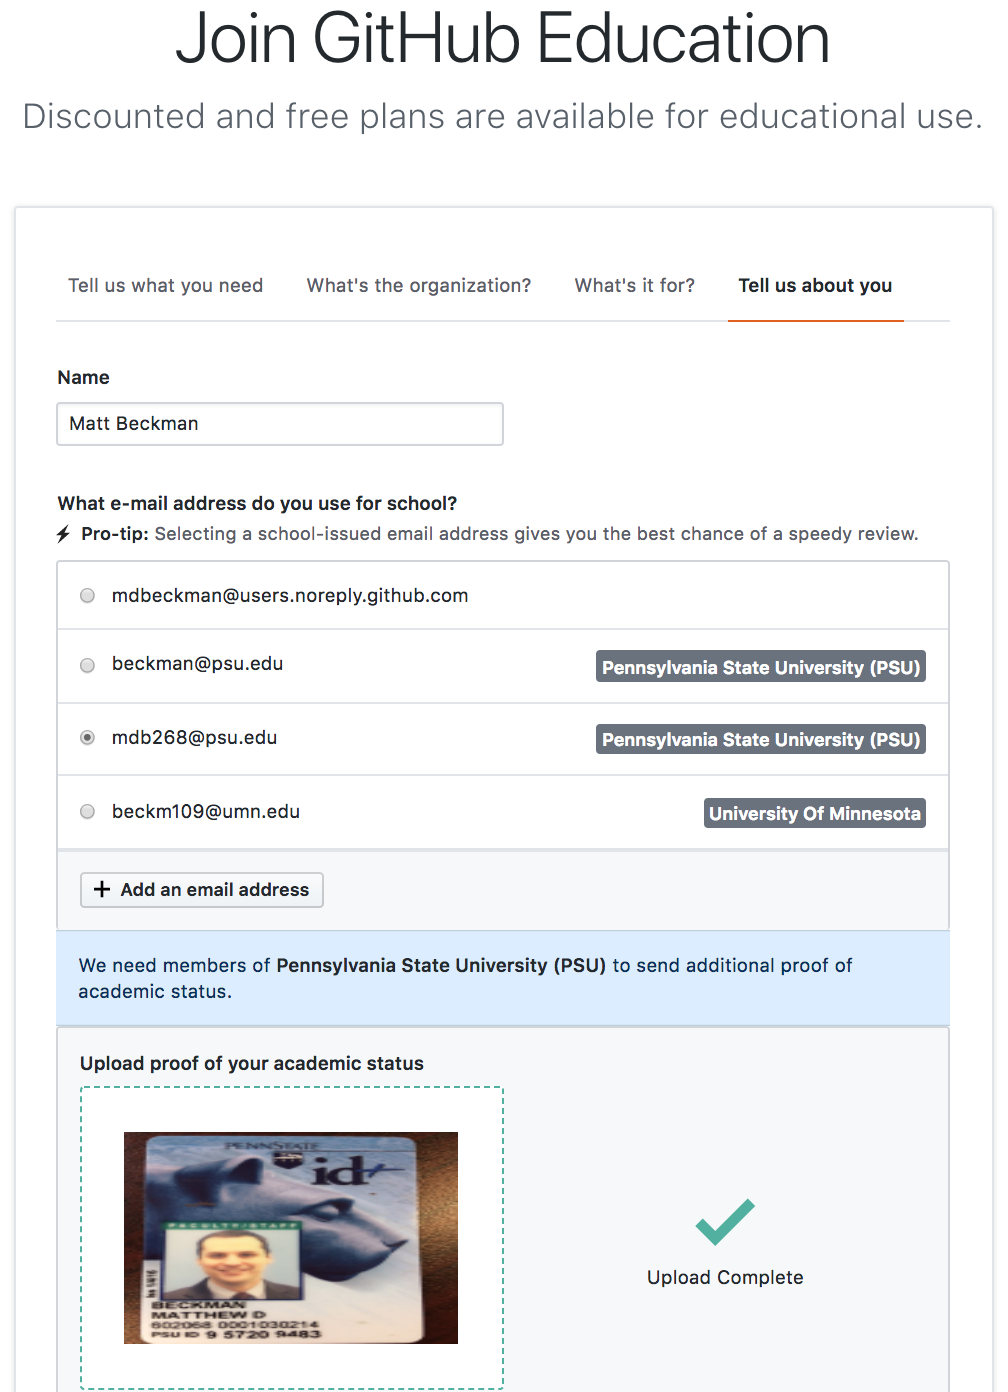 Join GitHub Education
Discounted and free plans are available for educational use.
Tell us what you need What's the organization? What's it for? Tell us about you
Name
Matt Beckman
What e-mail address do you use for school?
Pro-tip: Selecting a school-issued email address gives you the best chance of a speedy review.
mdbeckman@users.noreply.github.com
beckman@psu.edu Pennsylvania State University (PSU)
mdb268@psu.edu Pennsylvania State University (PSU)
beckm109@umn.edu University Of Minnesota
Add an email address
We need members of Pennsylvania State University (PSU) to send additional proof of
academic status.
Upload proof of your academic status
PENNSTATE
id+
FACULTY/STAFF
BECKMAN
MATTHEW D
602068 0001030214
PSU ID 9 5720 9483
Upload Complete